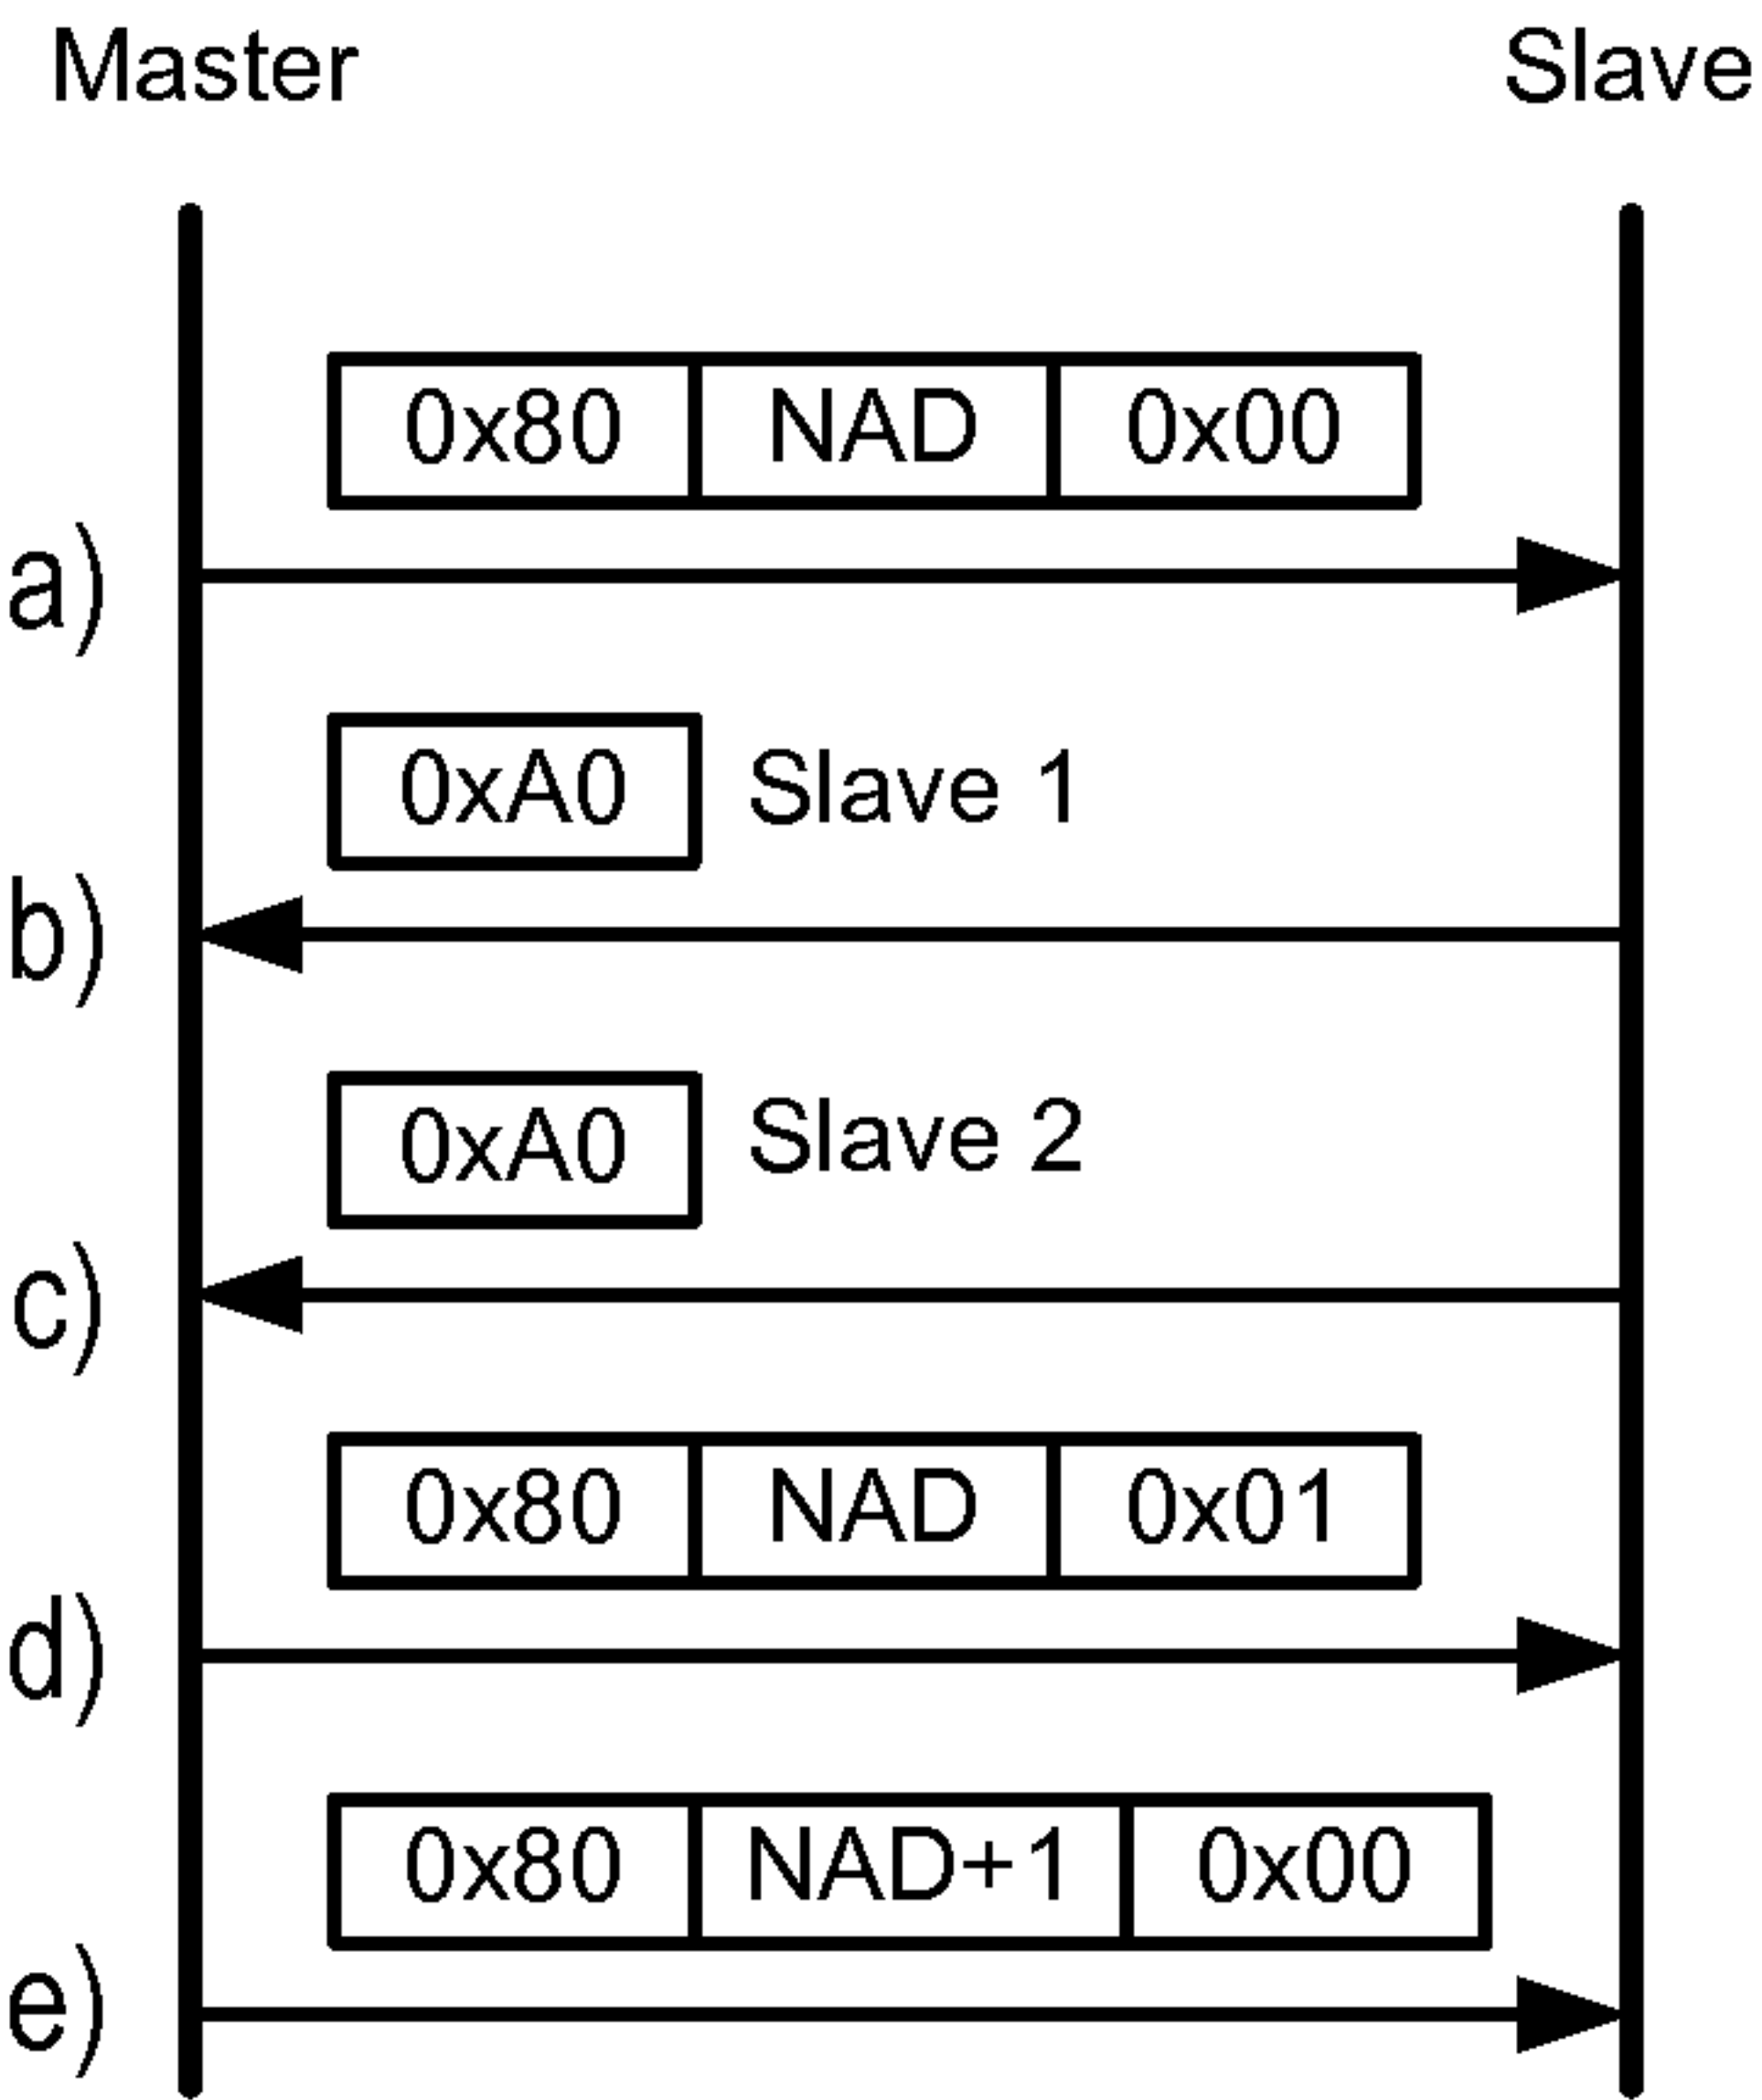 Master Slave
0x80 NAD 0x00
a)
0xA0 Slave 1
b)
0xA0 Slave 2
c)
0x80 NAD 0x01
d)
0x80 NAD+1 0x00
e)